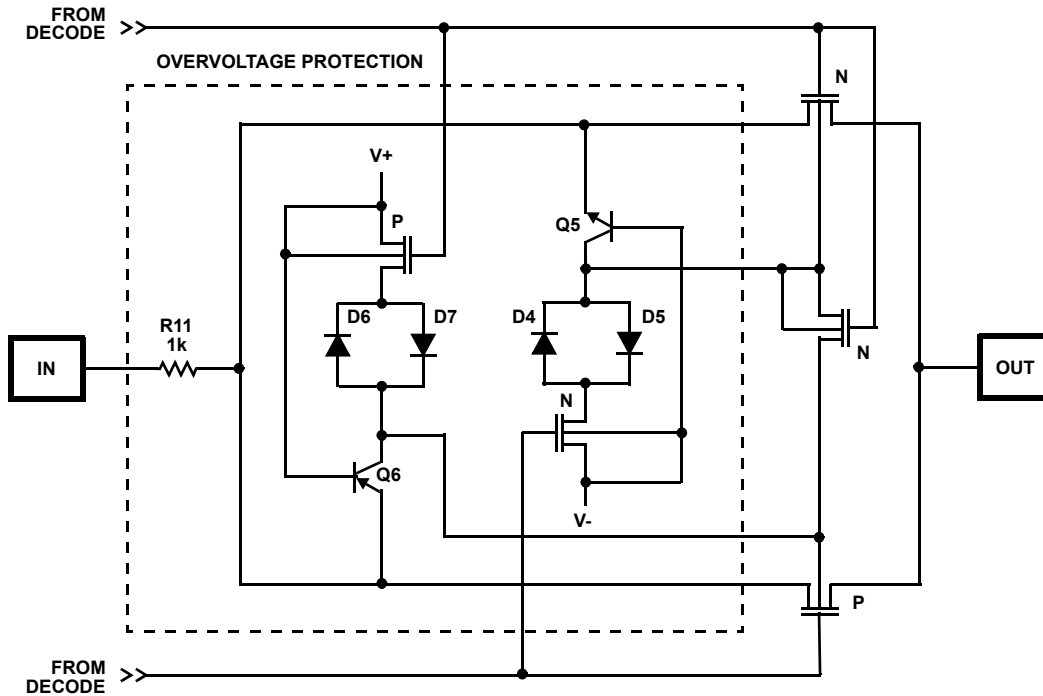 FROM
DECODE
OVERVOLTAGE PROTECTION
N
V+
P
Q5
D6
D7
D4
D5
R11
1k
IN
N
OUT
N
Q6
V-
P
FROM
DECODE